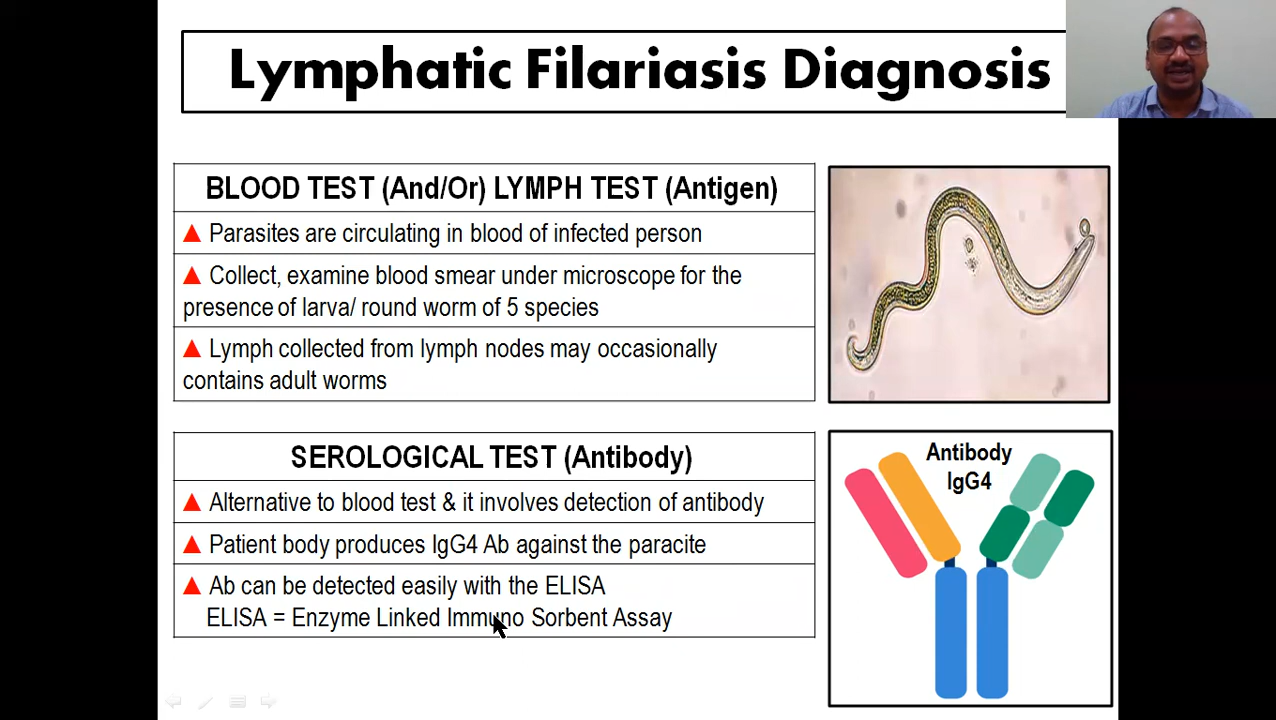 Lymphatic Filariasis Diagnosis
BLOOD TEST (And/Or) LYMPH TEST (Antigen)
▲ Parasites are circulating in blood of infected person
▲ Collect, examine blood smear under microscope for the
presence of larva/ round worm of 5 species
▲ Lymph collected from lymph nodes may occasionally
contains adult worms
SEROLOGICAL TEST (Antibody)
▲ Alternative to blood test & it involves detection of antibody
▲ Patient body produces IgG4 Ab against the paracite
▲ Ab can be detected easily with the ELISA
ELISA = Enzyme Linked Immuno Sorbent Assay
Antibody
IgG4